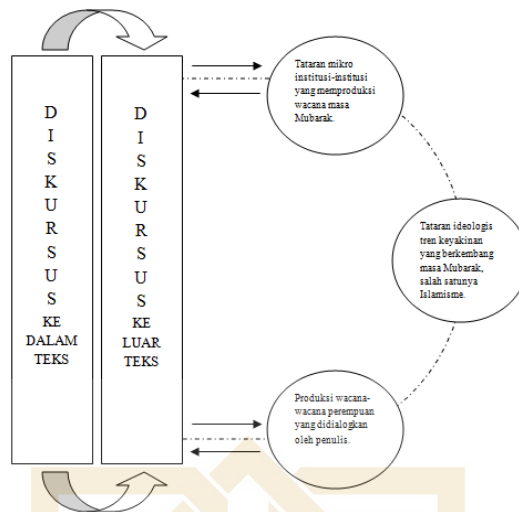 D
I
S
K
U
R
S
U
S
KE
DALAM
TEKS
D
I
S
K
U
R
S
U
S
KE
LUAR
TEKS
Tataran mikro
institusi-institusi
yang memproduksi
wacana masa
Mubarak.
Tataran ideologis
tren keyakinan
yang berkembang
masa Mubarak,
salah satunya
Islamisme.
Produksi wacana-
wacana perempuan
yang didialogkan
oleh penulis.